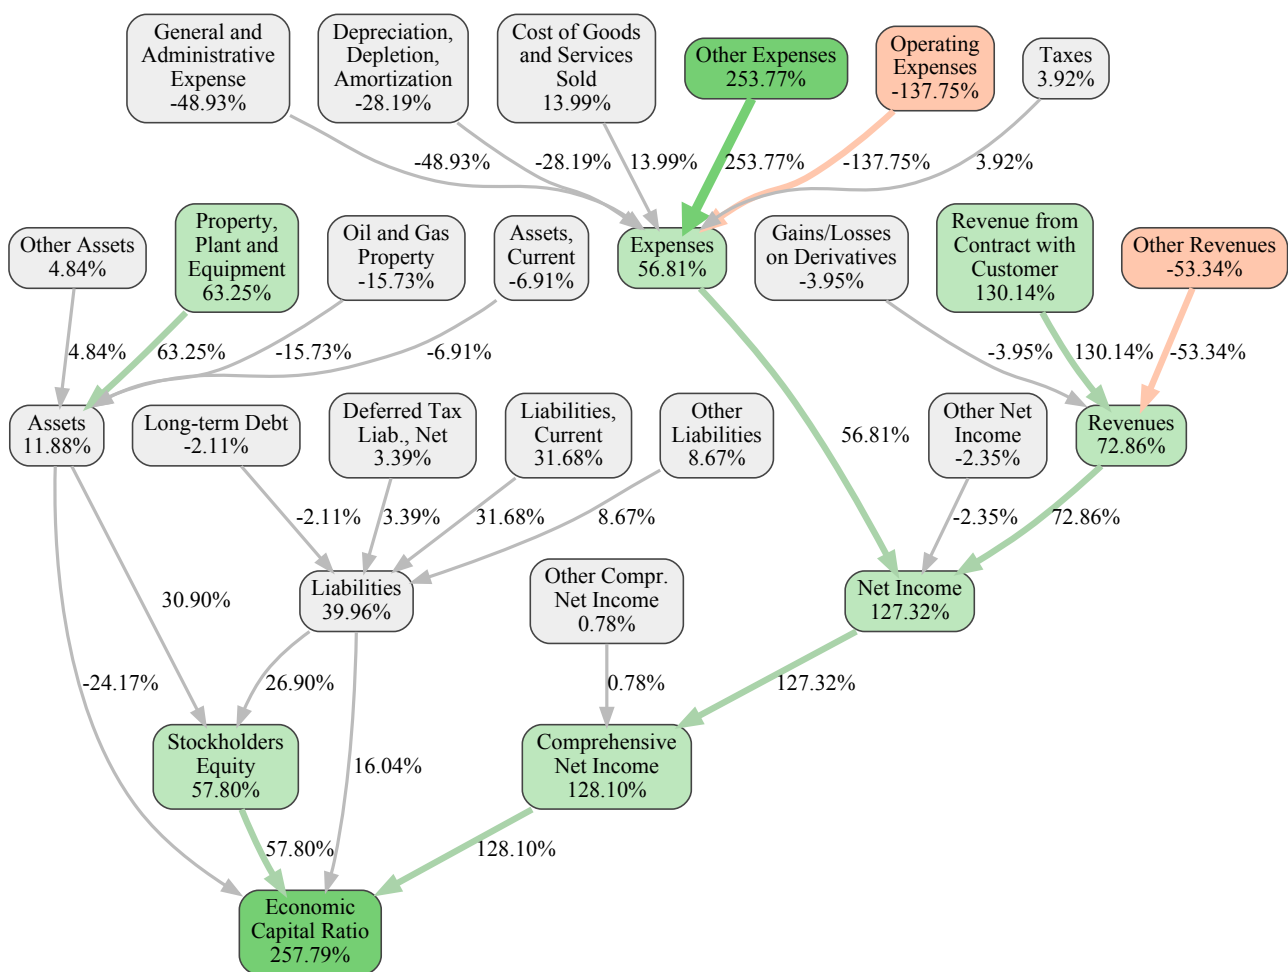 General and
Administrative
Expense
-48.93%
Depreciation,
Depletion,
Amortization
-28.19%
Cost of Goods
and Services
Sold
13.99%
Other Expenses
253.77%
Operating
Expenses
-137.75%
Taxes
3.92%
-48.93%
-28.19%
13.99%
253.77%
-137.75%
3.92%
Other Assets
4.84%
Property,
Plant and
Equipment
63.25%
Oil and Gas
Property
-15.73%
Assets,
Current
-6.91%
Expenses
56.81%
Gains/Losses
on Derivatives
-3.95%
Revenue from
Contract with
Customer
130.14%
Other Revenues
-53.34%
4.84%
63.25%
-15.73%
-6.91%
-3.95%
130.14%
-53.34%
Assets
11.88%
Long-term Debt
-2.11%
Deferred Tax
Liab., Net
3.39%
Liabilities,
Current
31.68%
Other
Liabilities
8.67%
56.81%
Other Net
Income
-2.35%
Revenues
72.86%
-2.11%
3.39%
31.68%
8.67%
-2.35%
72.86%
30.90%
Liabilities
39.96%
Other Compr.
Net Income
0.78%
Net Income
127.32%
-24.17%
26.90%
0.78%
127.32%
Stockholders
Equity
57.80%
16.04%
Comprehensive
Net Income
128.10%
57.80%
128.10%
Economic
Capital Ratio
257.79%